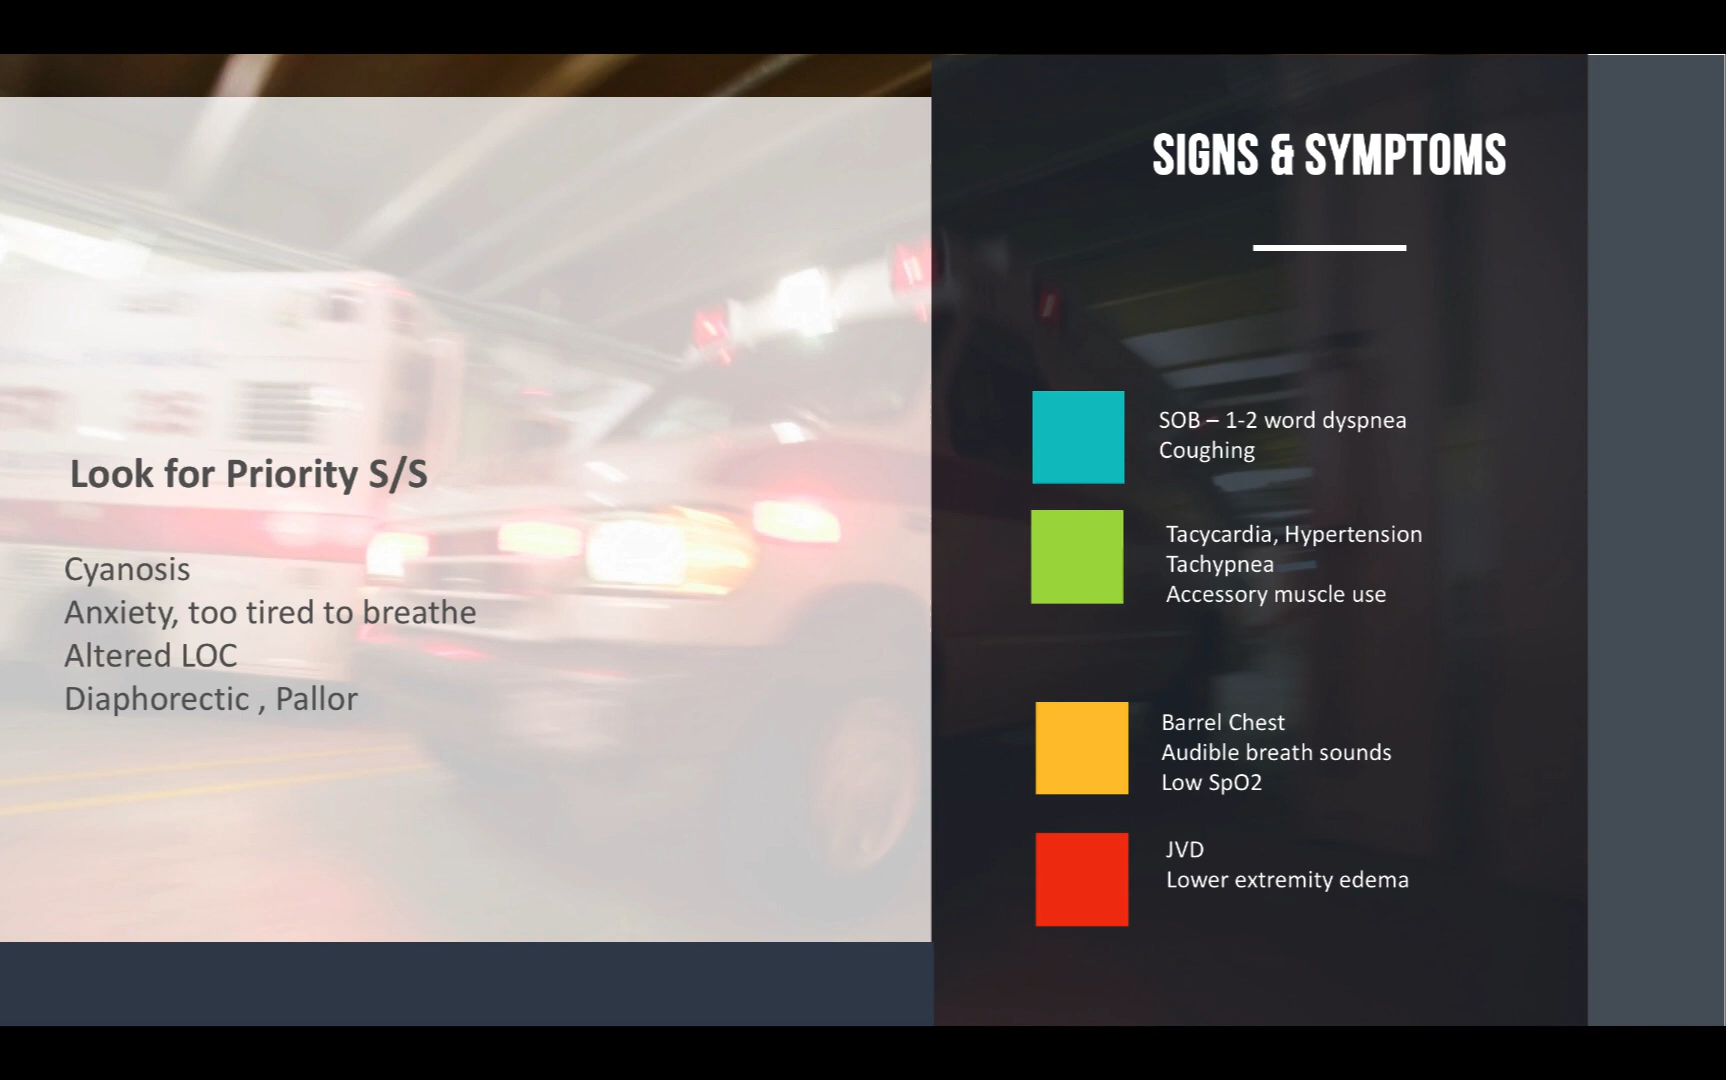 SIGNS & SYMPTOMS
Look for Priority S/S
Cyanosis
Anxiety, too tired to breathe
Altered LOC
Diaphorectic , Pallor
SOB – 1-2 word dyspnea
Coughing
Tacycardia, Hypertension
Tachypnea
Accessory muscle use
Barrel Chest
Audible breath sounds
Low SpO2
JVD
Lower extremity edema